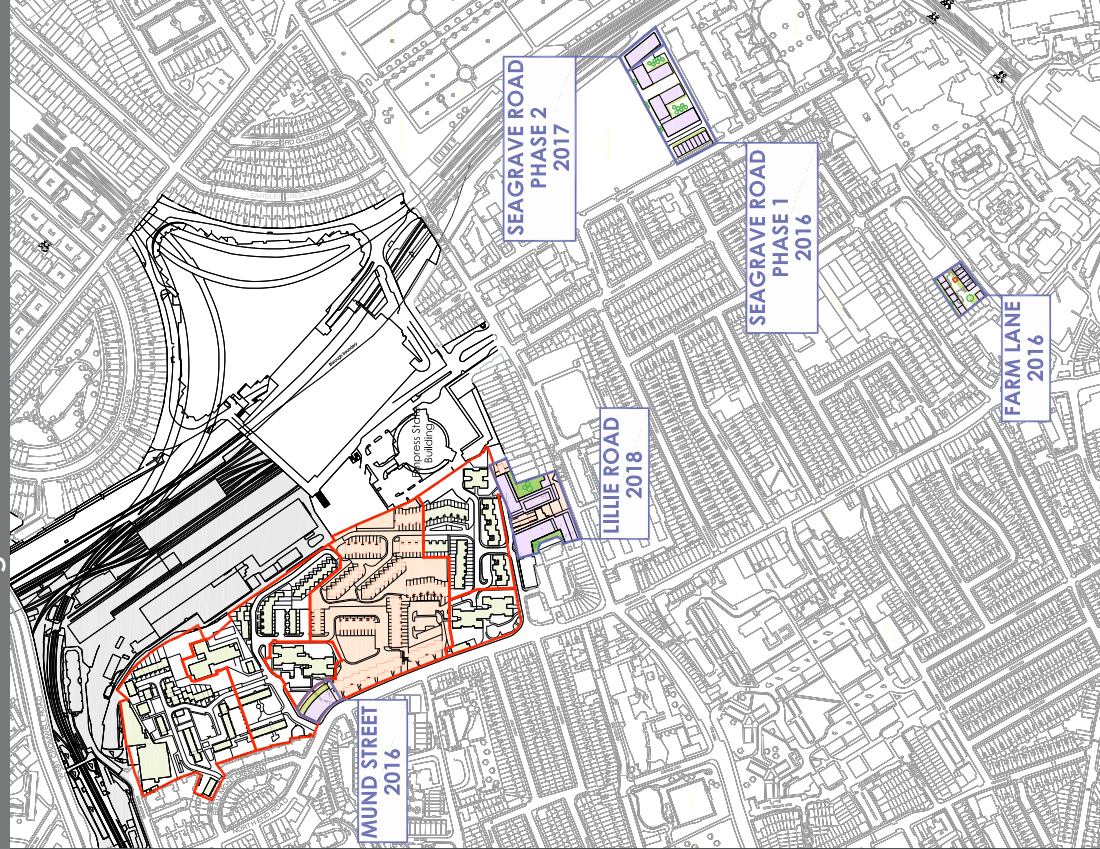 SEAGRAVE ROAD
PHASE 2
2017
SEAGRAVE ROAD
PHASE 1
2016
FARM LANE
2016
LILLIE ROAD
2018
MUND STREET
2016
Building